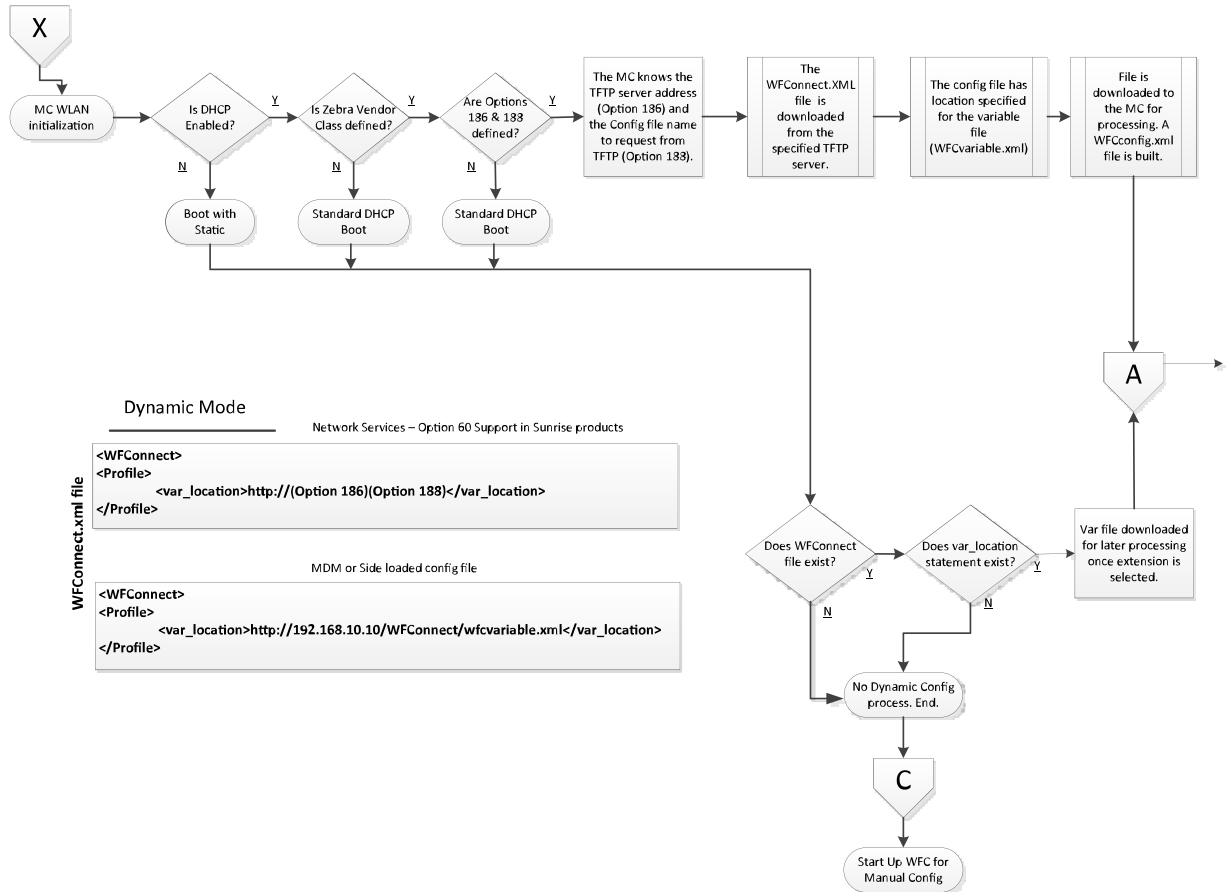 X
MC WLAN
initialization
Is DHCP
Enabled?
Y
N
Is Zebra Vendor
Class defined?
Y
N
Are Options
186 & 188
defined?
Y
N
The MC knows the
TFTP server address
(Option 186) and
the Config file name
to request from
TFTP (Option 188).
The
WFConnect.XML
file is
downloaded
from the
specified TFTP
server.
The config file has
location specified
for the variable
file
(WFCvariable.xml)
File is
downloaded to
the MC for
processing. A
WFCconfig.xml
file is built.
Boot with
Static
Standard DHCP
Boot
Standard DHCP
Boot
A
Dynamic Mode
Network Services – Option 60 Support in Sunrise products
WFConnect.xml file
<WFConnect>
<Profile>
<var_location>http://(Option 186)(Option 188)</var_location>
</Profile>
MDM or Side loaded config file
<WFConnect>
<Profile>
<var_location>http://192.168.10.10/WFConnect/wfcvariable.xml</var_location>
</Profile>
Does WFConnect
file exist?
Y
N
Does var_location
statement exist?
Y
N
Var file downloaded
for later processing
once extension is
selected.
No Dynamic Config
process. End.
C
Start Up WFC for
Manual Config